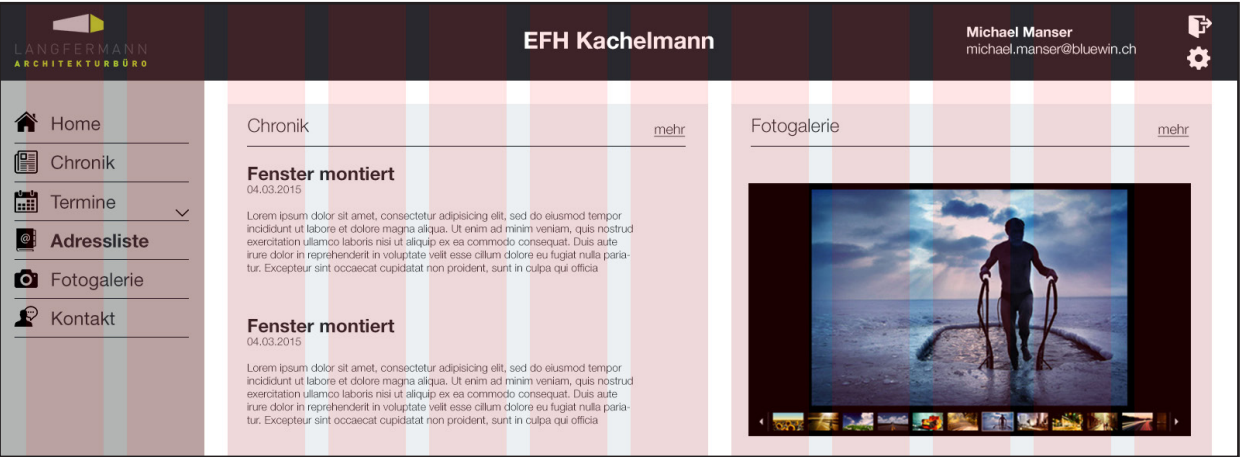 LANGFERMANN
ARCHITEKTURBÜRO
EFH Kachelmann
Michael Manser
michael.manser@bluewin.ch
Home
Chronik
Termine
Adressliste
Fotogalerie
Kontakt
Chronik
mehr
Fenster montiert
04.03.2015
Lorem ipsum dolor sit amet, consectetur adipisicing elit, sed do eiusmod tempor
incididunt ut labore et dolore magna aliqua. Ut enim ad minim veniam, quis nostrud
exercitation ullamco laboris nisi ut aliquip ex ea commodo consequat. Duis aute
irure dolor in reprehenderit in voluptate velit esse cillum dolore eu fugiat nulla paria-
tur. Excepteur sint occaecat cupidatat non proident, sunt in culpa qui officia
Fenster montiert
04.03.2015
Lorem ipsum dolor sit amet, consectetur adipisicing elit, sed do eiusmod tempor
incididunt ut labore et dolore magna aliqua. Ut enim ad minim veniam, quis nostrud
exercitation ullamco laboris nisi ut aliquip ex ea commodo consequat. Duis aute
irure dolor in reprehenderit in voluptate velit esse cillum dolore eu fugiat nulla paria-
tur. Excepteur sint occaecat cupidatat non proident, sunt in culpa qui officia
Fotogalerie
mehr